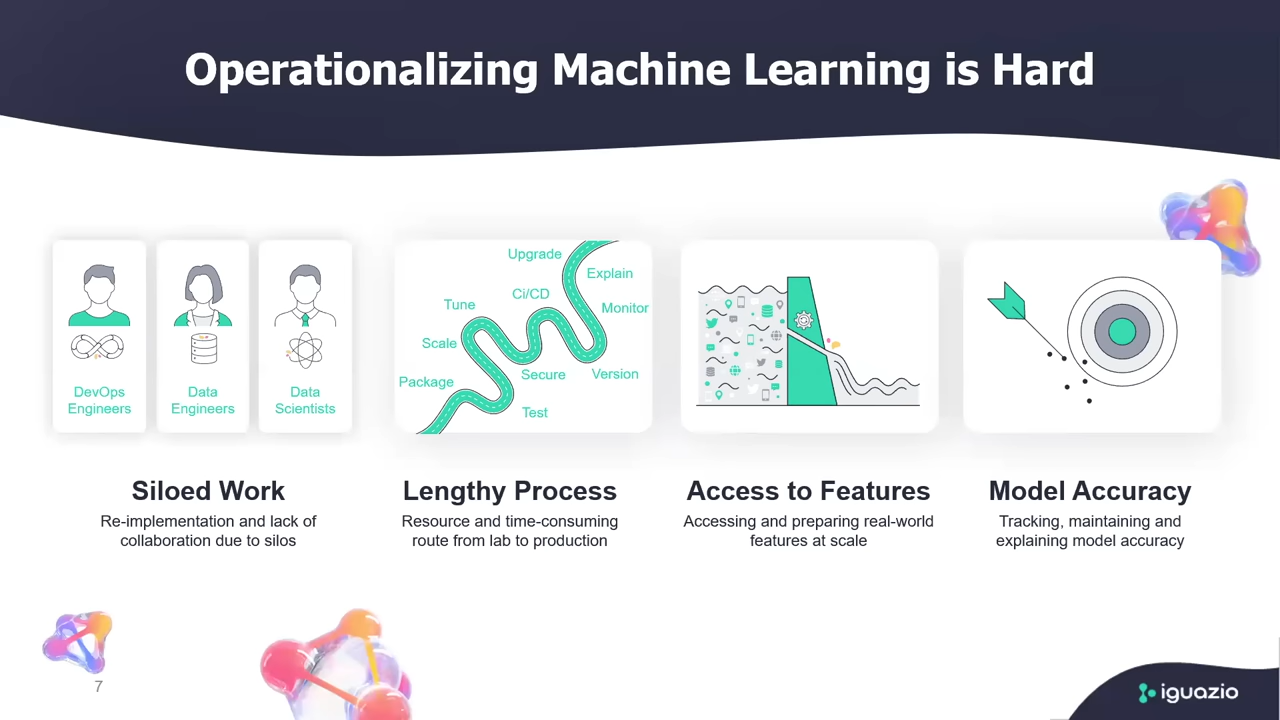 Operationalizing Machine Learning is Hard
DevOps
Engineers
Data
Engineers
Data
Scientists
Siloed Work
Re-implementation and lack of
collaboration due to silos
Upgrade
Explain
Ci/CD
Tune
Monitor
Scale
Package
Secure
Version
Test
Lengthy Process
Resource and time-consuming
route from lab to production
Access to Features
Accessing and preparing real-world
features at scale
Model Accuracy
Tracking, maintaining and
explaining model accuracy
7
iguazio